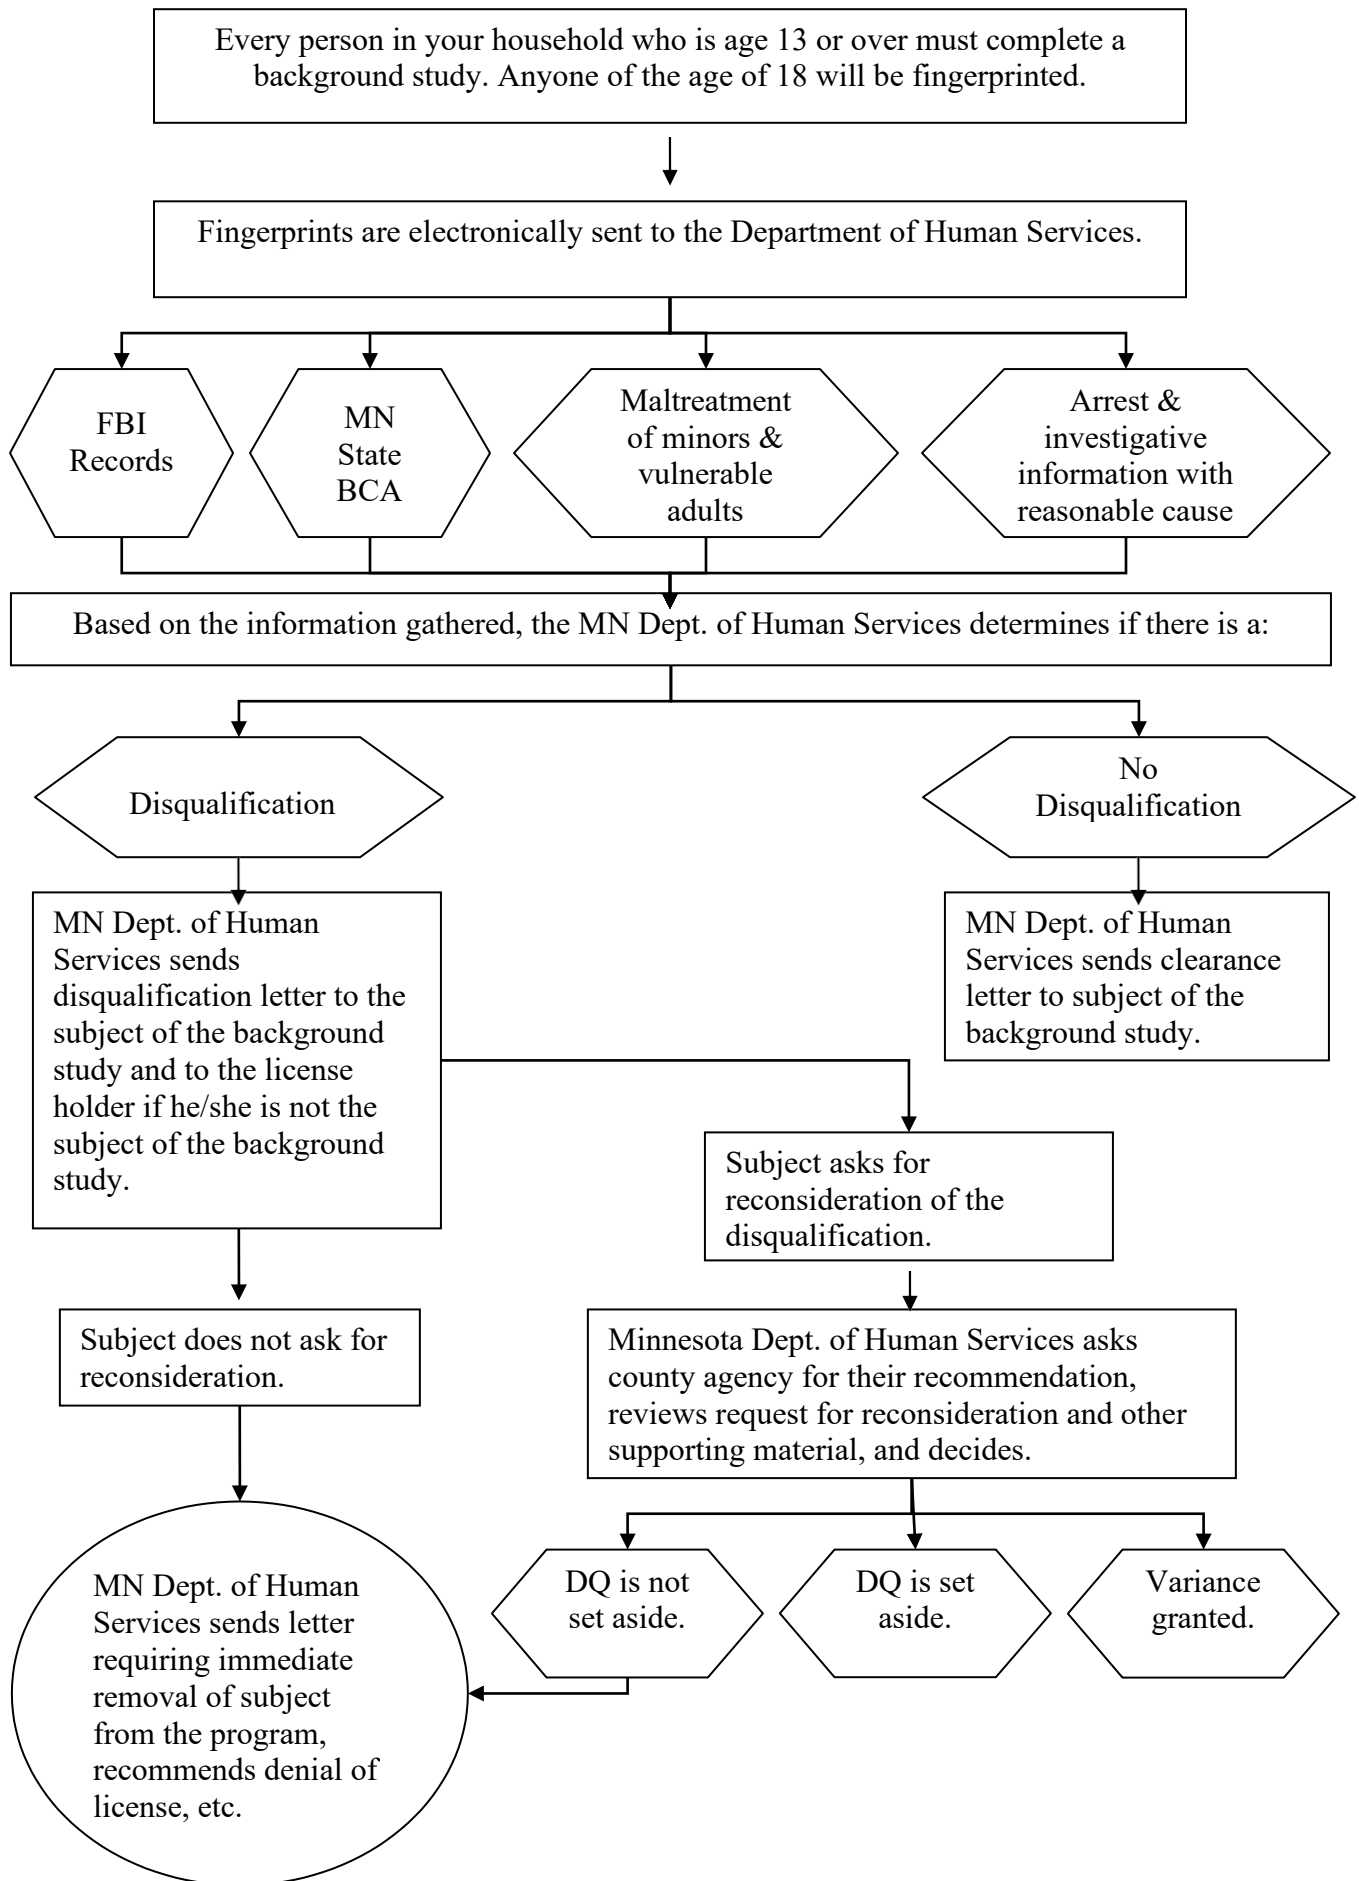 Every person in your household who is age 13 or over must complete a
background study. Anyone of the age of 18 will be fingerprinted.
Fingerprints are electronically sent to the Department of Human Services.
FBI
Records
MN
State
BCA
Maltreatment
of minors &
vulnerable
adults
Arrest &
investigative
information with
reasonable cause
Based on the information gathered, the MN Dept. of Human Services determines if there is a:
Disqualification
No
Disqualification
MN Dept. of Human
Services sends
disqualification letter to the
subject of the background
study and to the license
holder if he/she is not the
subject of the background
study.
MN Dept. of Human
Services sends clearance
letter to subject of the
background study.
Subject asks for
reconsideration of the
disqualification.
Subject does not ask for
reconsideration.
Minnesota Dept. of Human Services asks
county agency for their recommendation,
reviews request for reconsideration and other
supporting material, and decides.
DQ is not
set aside.
DQ is set
aside.
Variance
granted.
MN Dept. of Human
Services sends letter
requiring immediate
removal of subject
from the program,
recommends denial of
license, etc.